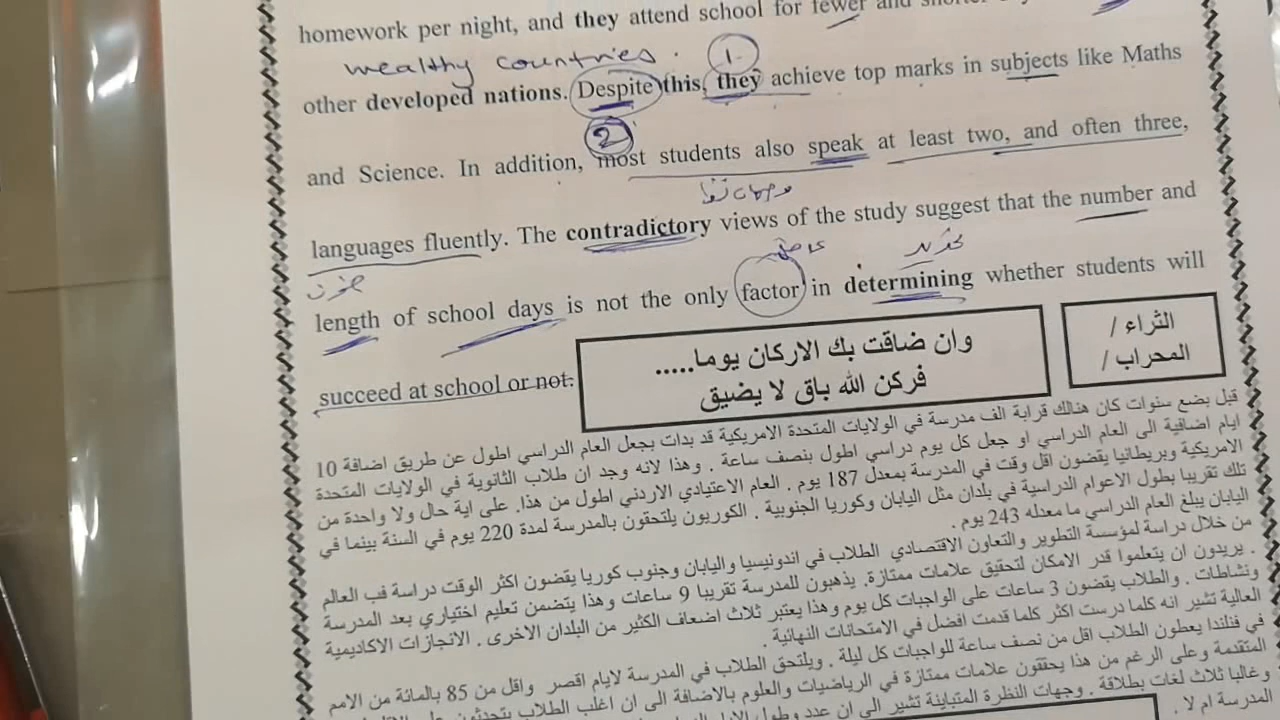 homework per night, and they attend school for fewer and
wealthy countries. 1.
other developed nations. Despite this, they achieve top marks in subjects like Maths
2
and Science. In addition, most students also speak at least two, and often three,
languages fluently. The contradictory views of the study suggest that the number and
length of school days is not the only factor in determining whether students will
succeed at school or not.
وان ضاقت بك الاركان يوما.....
فركن الله باق لا يضيق
الثراء /
المحراب /
قبل بضع سنوات كان هنالك قرابة الف مدرسة في الولايات المتحدة الامريكية قد بدات بجعل العام الدراسي اطول عن طريق اضافة 10
ايام اضافية الى العام الدراسي او جعل كل يوم دراسي اطول بنصف ساعة . وهذا لانه وجد ان طلاب الثانوية في الولايات المتحدة
الامريكية وبريطانيا يقضون اقل وقت في المدرسة بمعدل 187 يوم . العام الاعتيادي الاردني اطول من هذا. على اية حال ولا واحدة من
تلك تقريبا بطول الاعوام الدراسية في بلدان مثل اليابان وكوريا الجنوبية . الكوريون يلتحقون بالمدرسة لمدة 220 يوم في السنة بينما في
اليابان يبلغ العام الدراسي ما معدله 243 يوم .
من خلال دراسة لمؤسسة التطوير والتعاون الاقتصادي الطلاب في اندونيسيا واليابان وجنوب كوريا يقضون اكثر الوقت دراسة فب العالم
. يريدون ان يتعلموا قدر الامكان لتحقيق علامات ممتازة. يذهبون للمدرسة تقريبا 9 ساعات وهذا يتضمن تعليم اختياري بعد المدرسة
ونشاطات . والطلاب يقضون 3 ساعات على الواجبات كل يوم وهذا يعتبر ثلاث اضعاف الكثير من البلدان الاخرى . الانجازات الاكاديمية
العالية تشير انه كلما درست اكثر كلما قدمت افضل في الامتحانات النهائية
في فنلندا يعطون الطلاب اقل من نصف ساعة للواجبات كل ليلة . ويلتحق الطلاب في المدرسة لايام اقصر واقل من 85 بالمائة من الامم
المتقدمة وعلى الرغم من هذا يحققون علامات ممتازة في الرياضيات والعلوم بالاضافة الى ان اغلب الطلاب يتحدثون
وغالبا ثلاث لغات بطلاقة . وجهات النظرة المتباينة تشير الى ان عدد وطول
المدرسة ام لا .